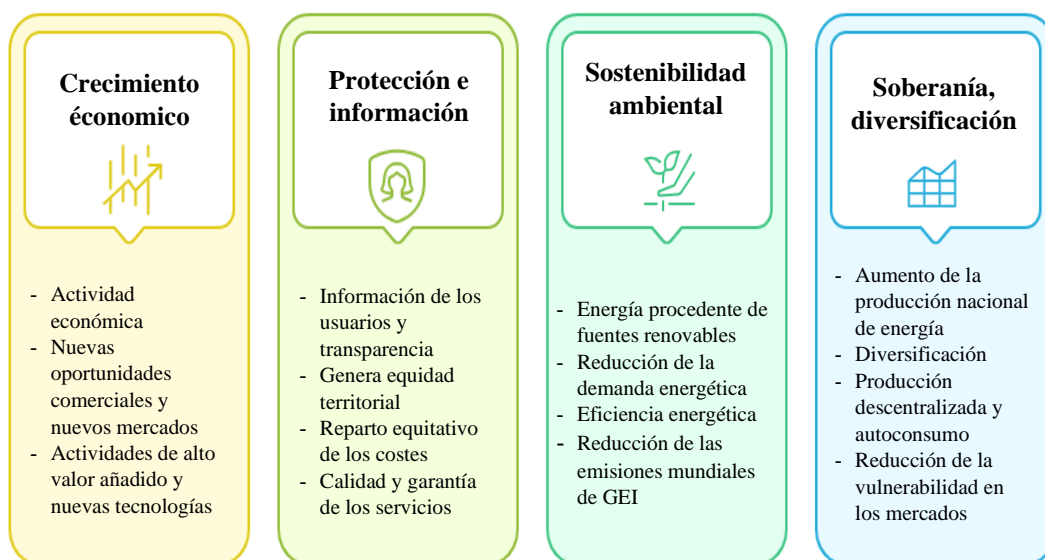 Crecimiento
économico
- Actividad
económica
- Nuevas
oportunidades
comerciales y
nuevos mercados
- Actividades de alto
valor añadido y
nuevas tecnologías
Protección e
información
- Información de los
usuarios y
transparencia
- Genera equidad
territorial
- Reparto equitativo
de los costes
- Calidad y garantía
de los servicios
Sostenibilidad
ambiental
- Energía procedente de
fuentes renovables
- Reducción de la
demanda energética
- Eficiencia energética
- Reducción de las
emisiones mundiales
de GEI
Soberanía,
diversificación
- Aumento de la
producción nacional
de energía
- Diversificación
- Producción
descentralizada y
autoconsumo
- Reducción de la
vulnerabilidad en
los mercados